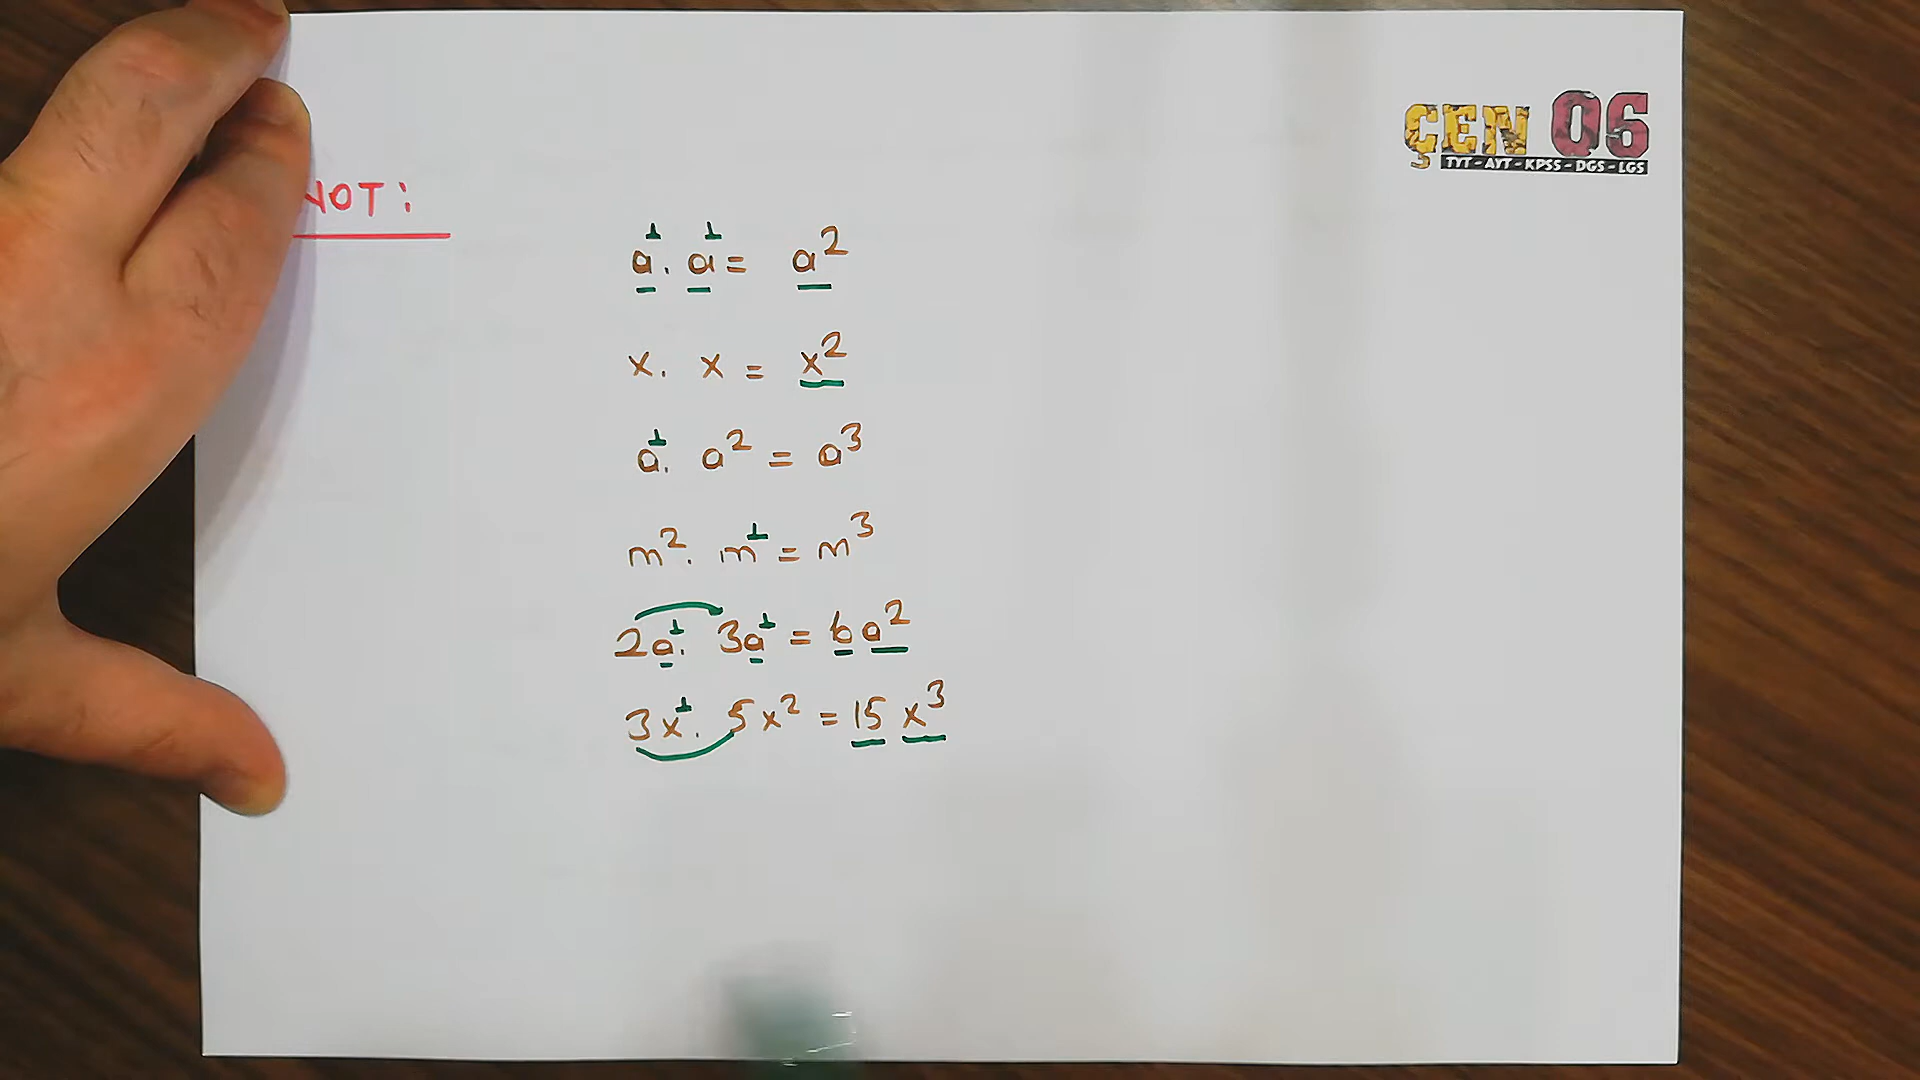 NOT:
ÇEN 06
TYT - AYT - KPSS - DGS - LGS
a¹. a¹ = a²
x. x = x²
a¹. a² = a³
m². m¹ = m³
2a¹. 3a¹ = 6a²
3x¹. 5x² = 15x³